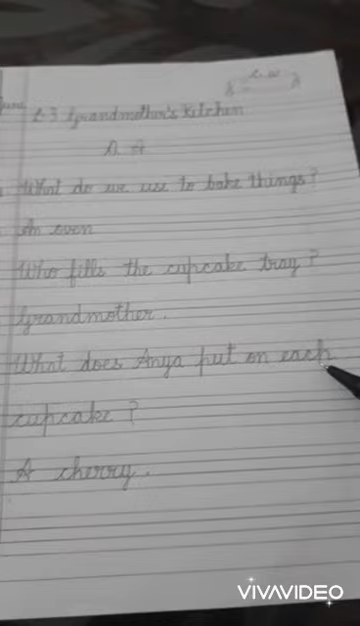 L-3 Grandmother's Kitchen
Q A
What do we use to bake things?
An oven
Who fills the cupcake tray?
Grandmother.
What does Anya put on each
cupcake?
A cherry.
VIVAVIDEO